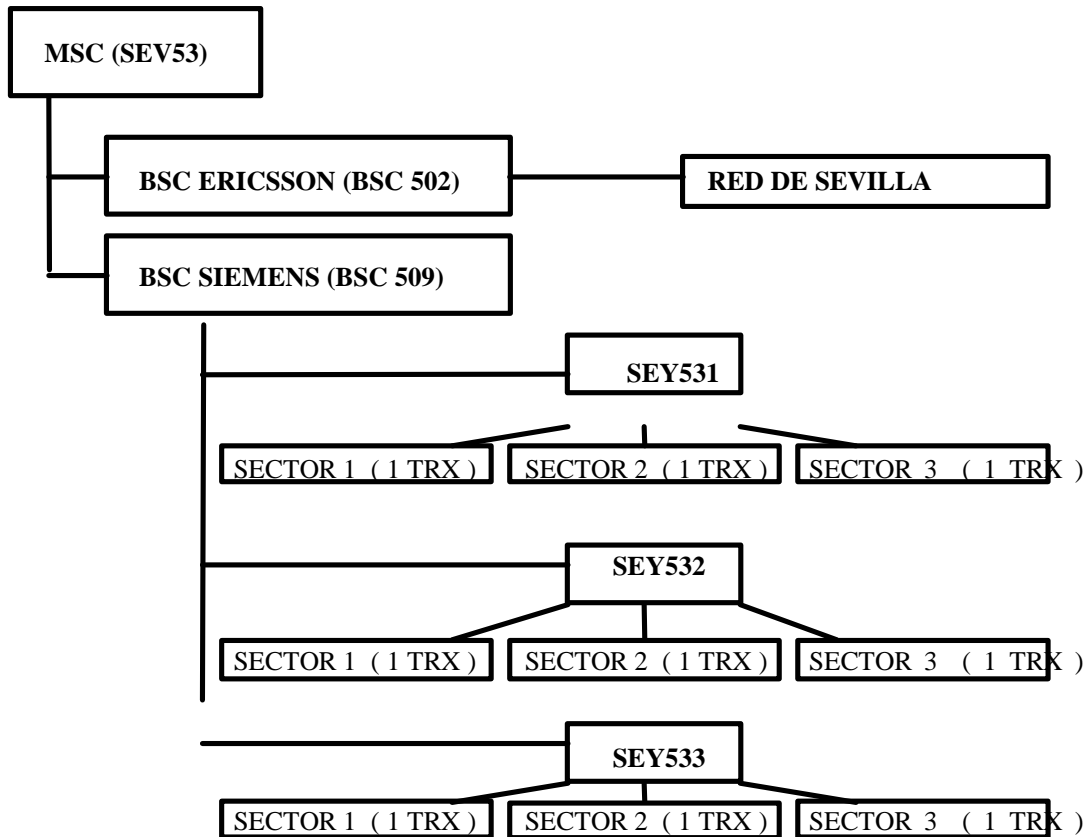 MSC (SEV53)
BSC ERICSSON (BSC 502)
RED DE SEVILLA
BSC SIEMENS (BSC 509)
SEY531
SECTOR 1 ( 1 TRX )
SECTOR 2 ( 1 TRX )
SECTOR 3 ( 1 TRX )
SEY532
SECTOR 1 ( 1 TRX )
SECTOR 2 ( 1 TRX )
SECTOR 3 ( 1 TRX )
SEY533
SECTOR 1 ( 1 TRX )
SECTOR 2 ( 1 TRX )
SECTOR 3 ( 1 TRX )